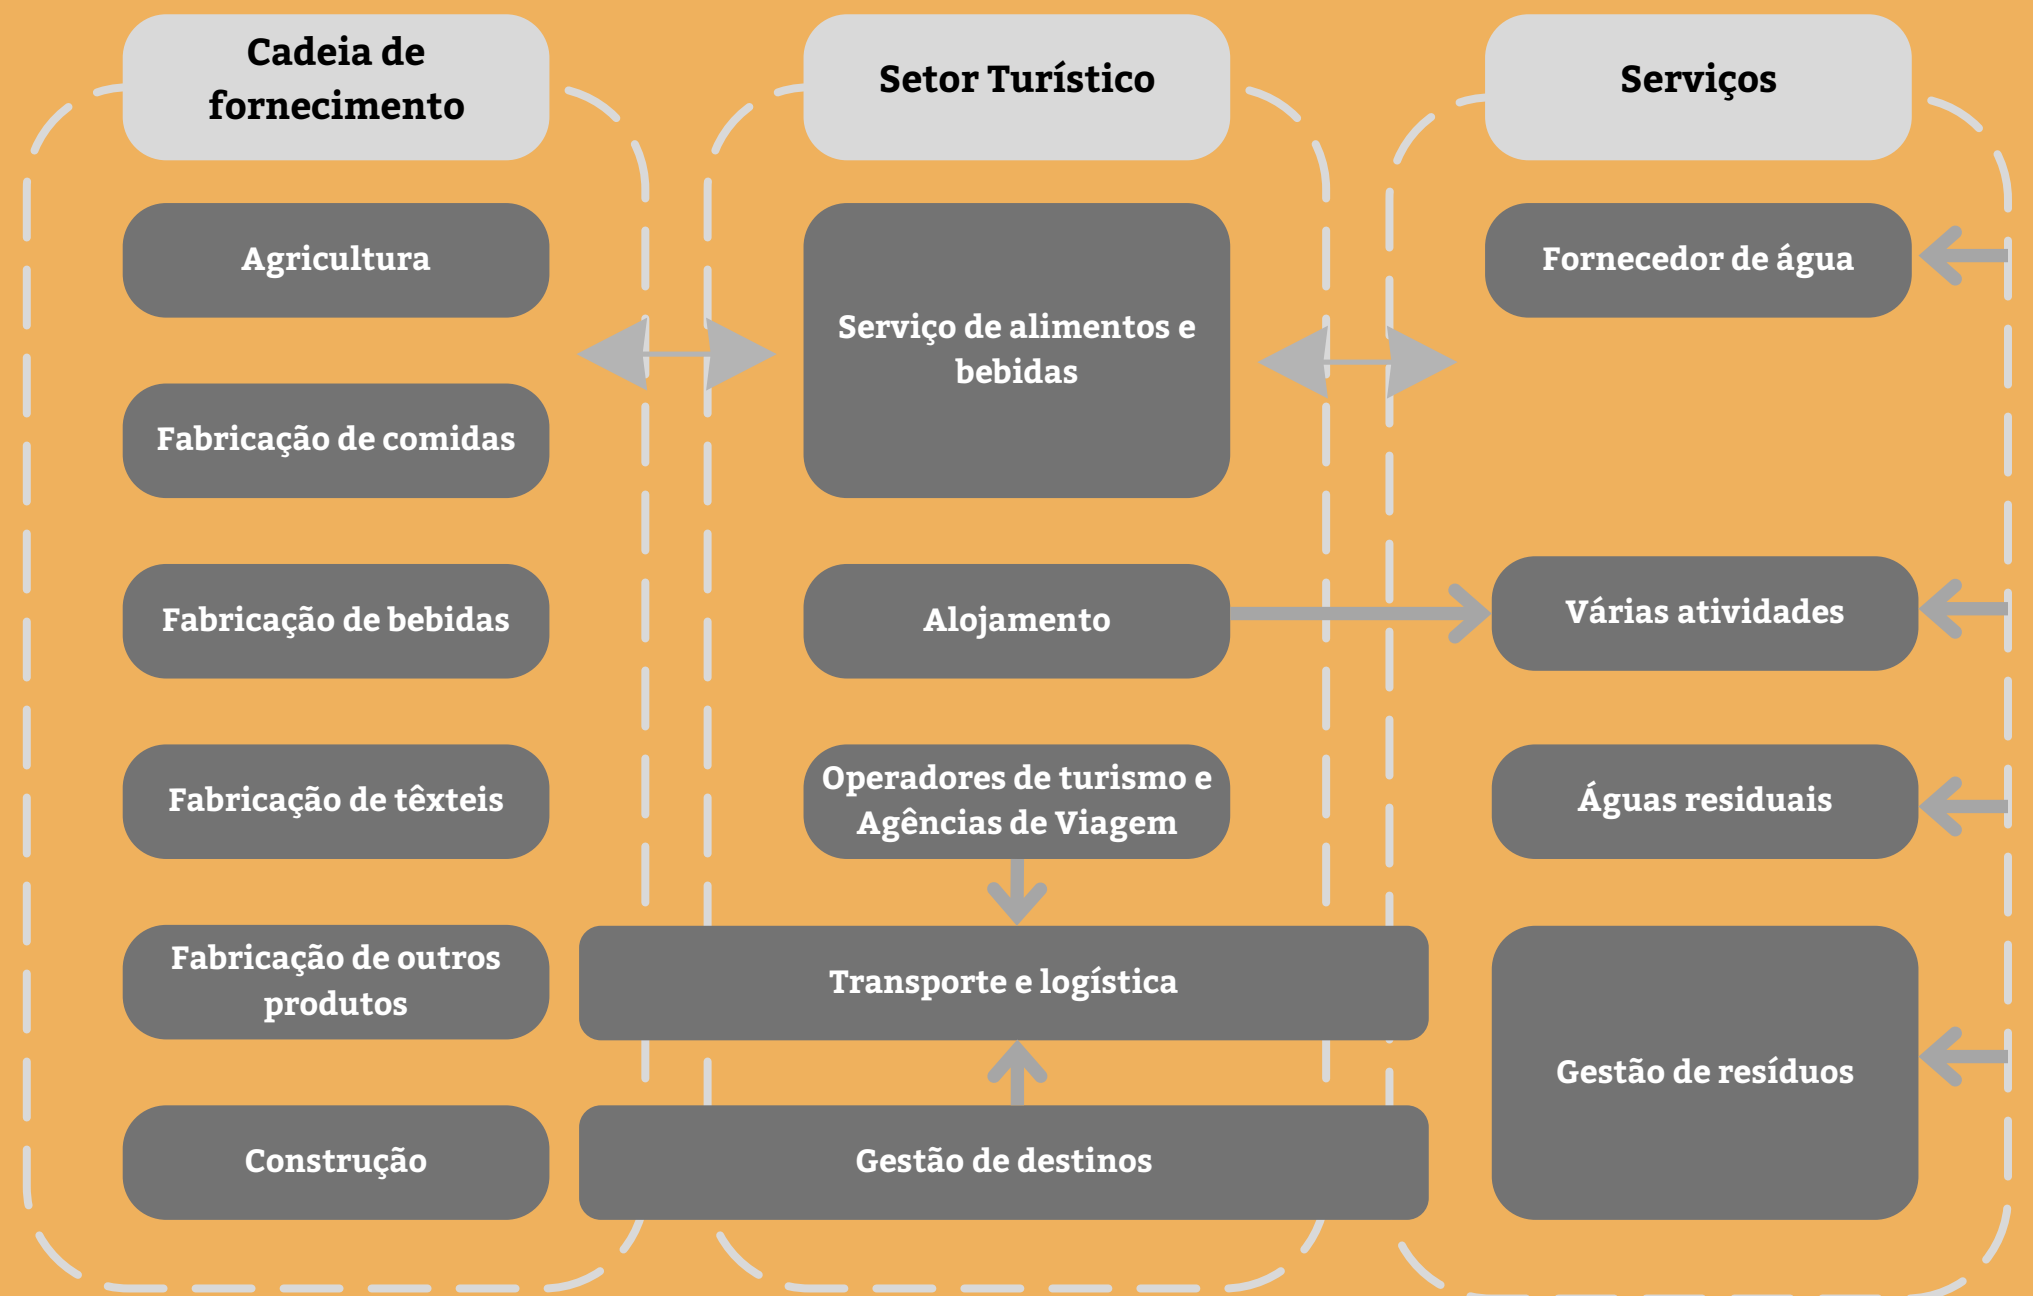 Cadeia de
fornecimento
Agricultura
Fabricação de comidas
Fabricação de bebidas
Fabricação de têxteis
Fabricação de outros
produtos
Construção
Setor Turístico
Serviço de alimentos e
bebidas
Alojamento
Operadores de turismo e
Agências de Viagem
Transporte e logística
Gestão de destinos
Serviços
Fornecedor de água
Várias atividades
Águas residuais
Gestão de resíduos